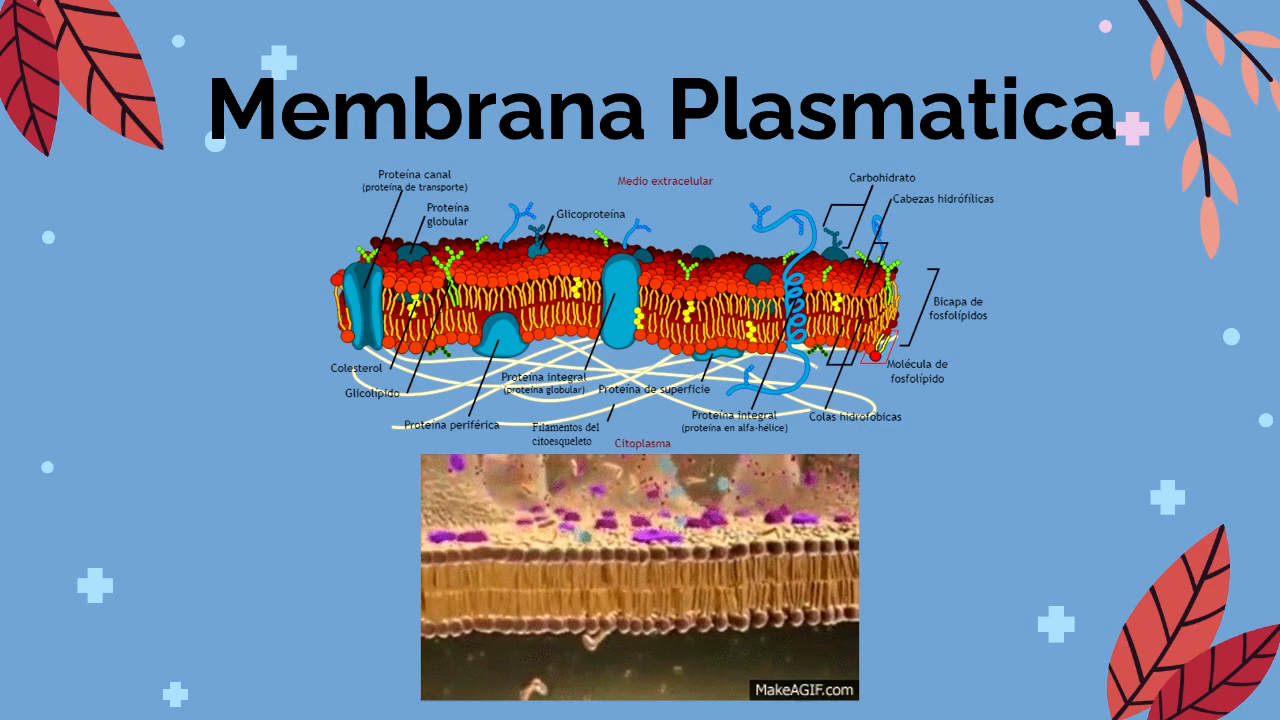 Membrana Plasmatica
Proteína canal
(proteína de transporte)
Medio extracelular
Carbohidrato
Cabezas hidrófílicas
Proteína
globular
Glicoproteína
Bicapa de
fosfolípidos
Colesterol
Molécula de
fosfolípido
Glicolípido
Proteína integral
(proteína globular)
Proteína de superficie
Proteína integral
(proteína en alfa-hélice)
Colas hidrofóbicas
Proteína periférica
Filamentos del
citoesqueleto
Citoplasma
MakeAGIF.com